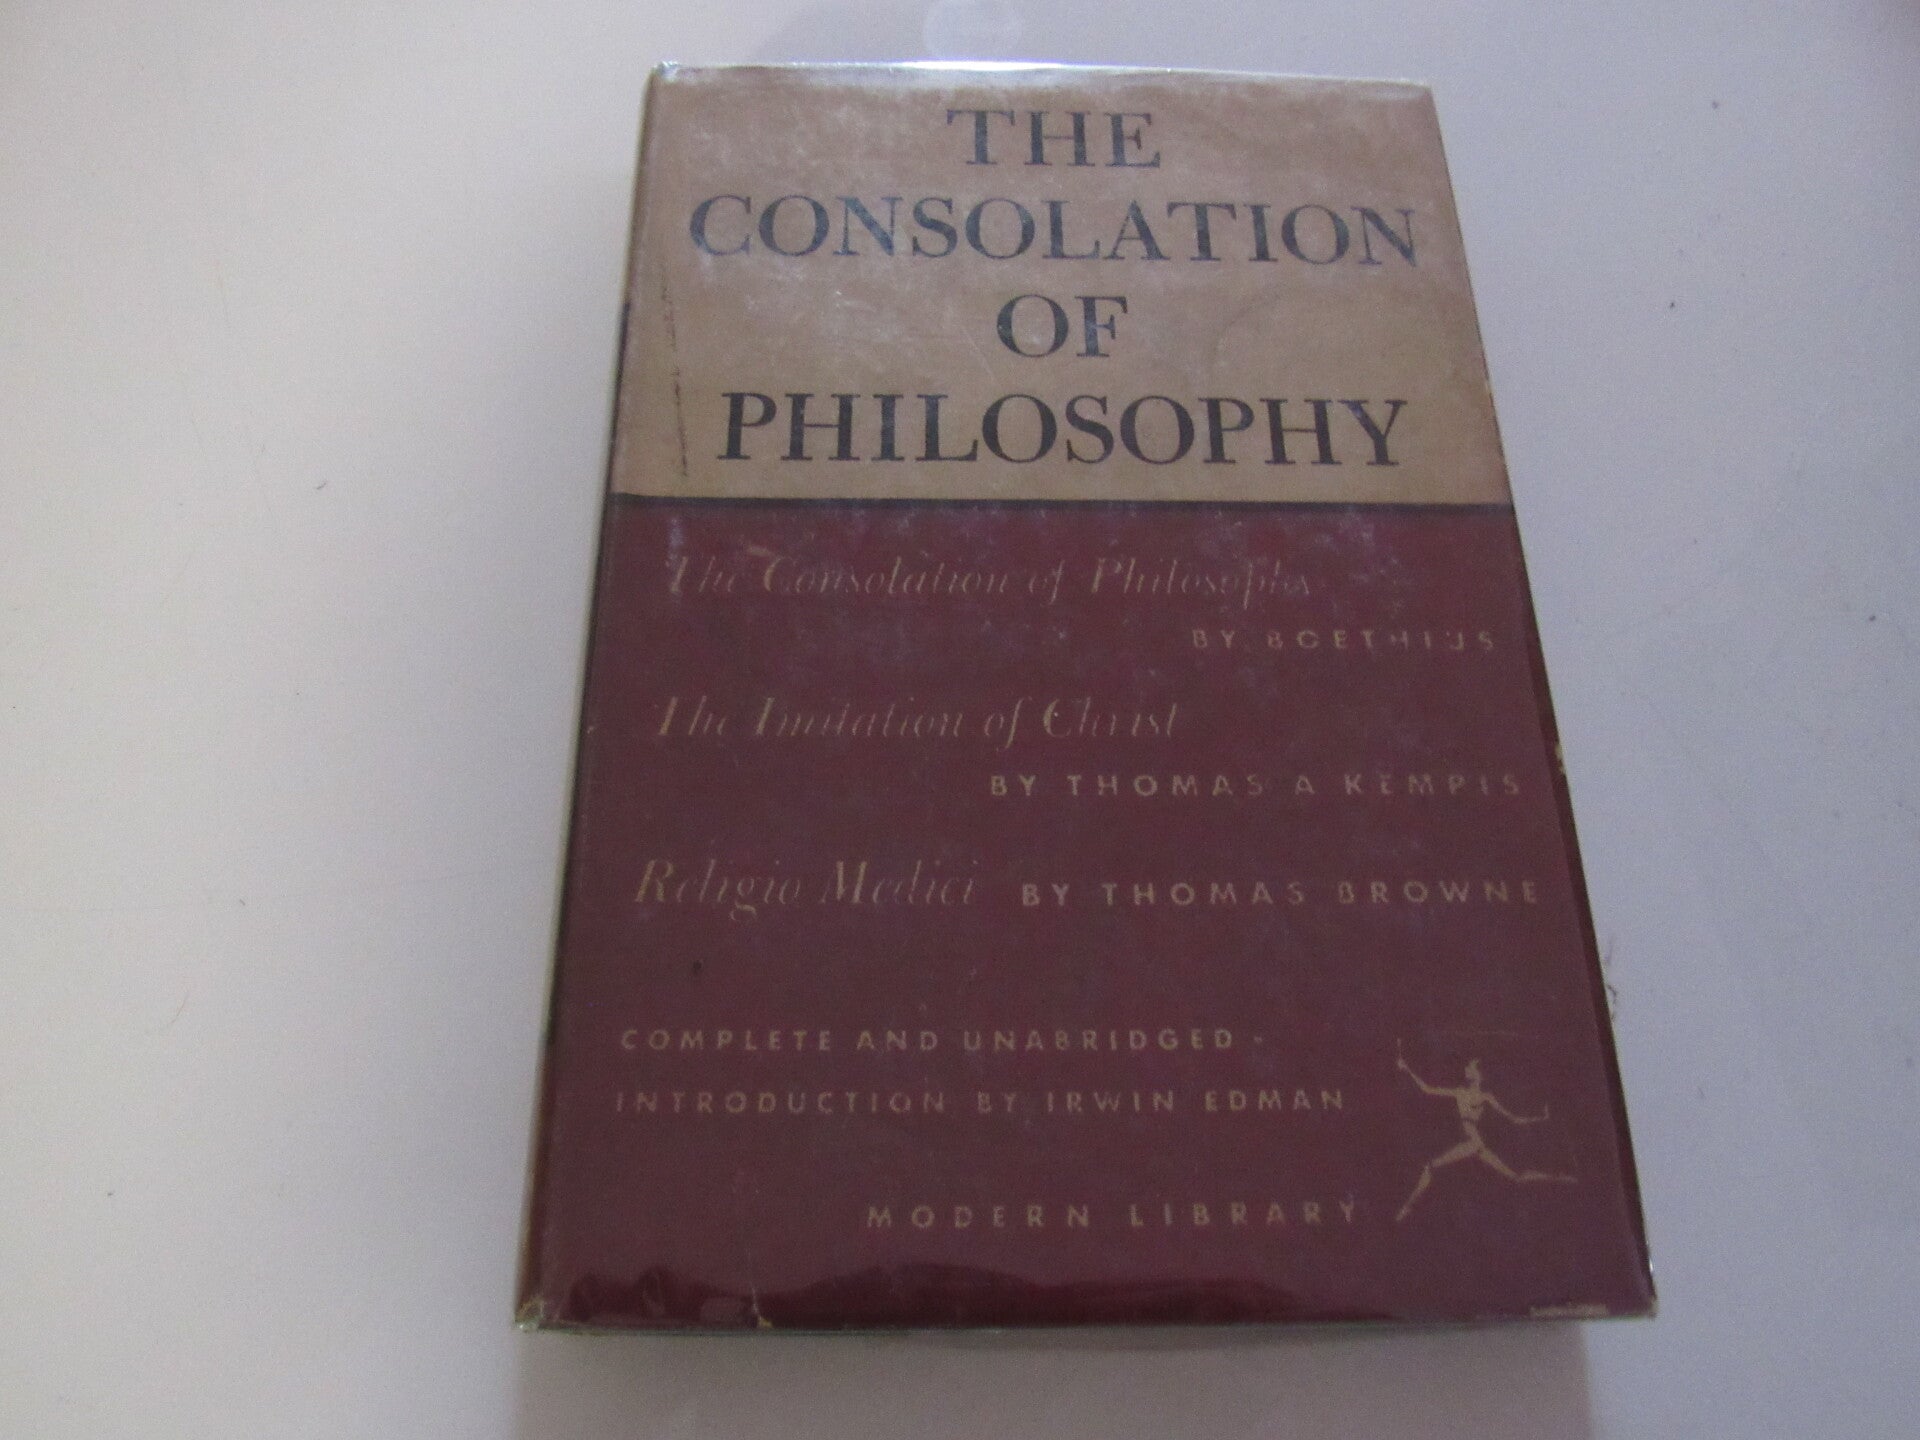 THE
CONSOLATION
OF
PHILOSOPHY
The Consolation of Philosophy
BY BOETHIUS
The Imitation of Christ
BY THOMAS A KEMPIS
Religio Medici BY THOMAS BROWNE
COMPLETE AND UNABRIDGED •
INTRODUCTION BY IRWIN EDMAN
MODERN LIBRARY